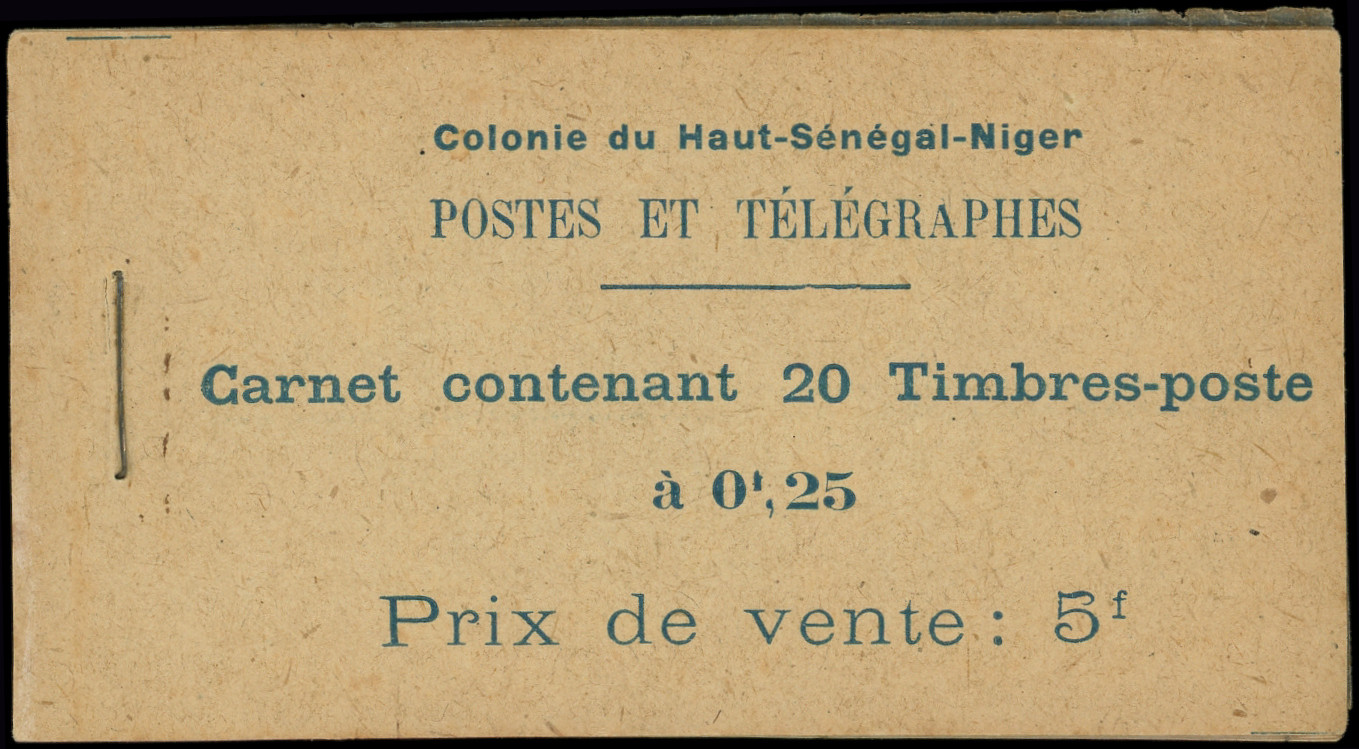 Colonie du Haut-Sénégal-Niger
POSTES ET TÉLÉGRAPHES
Carnet contenant 20 Timbres-poste
à 0f,25
Prix de vente : 5f